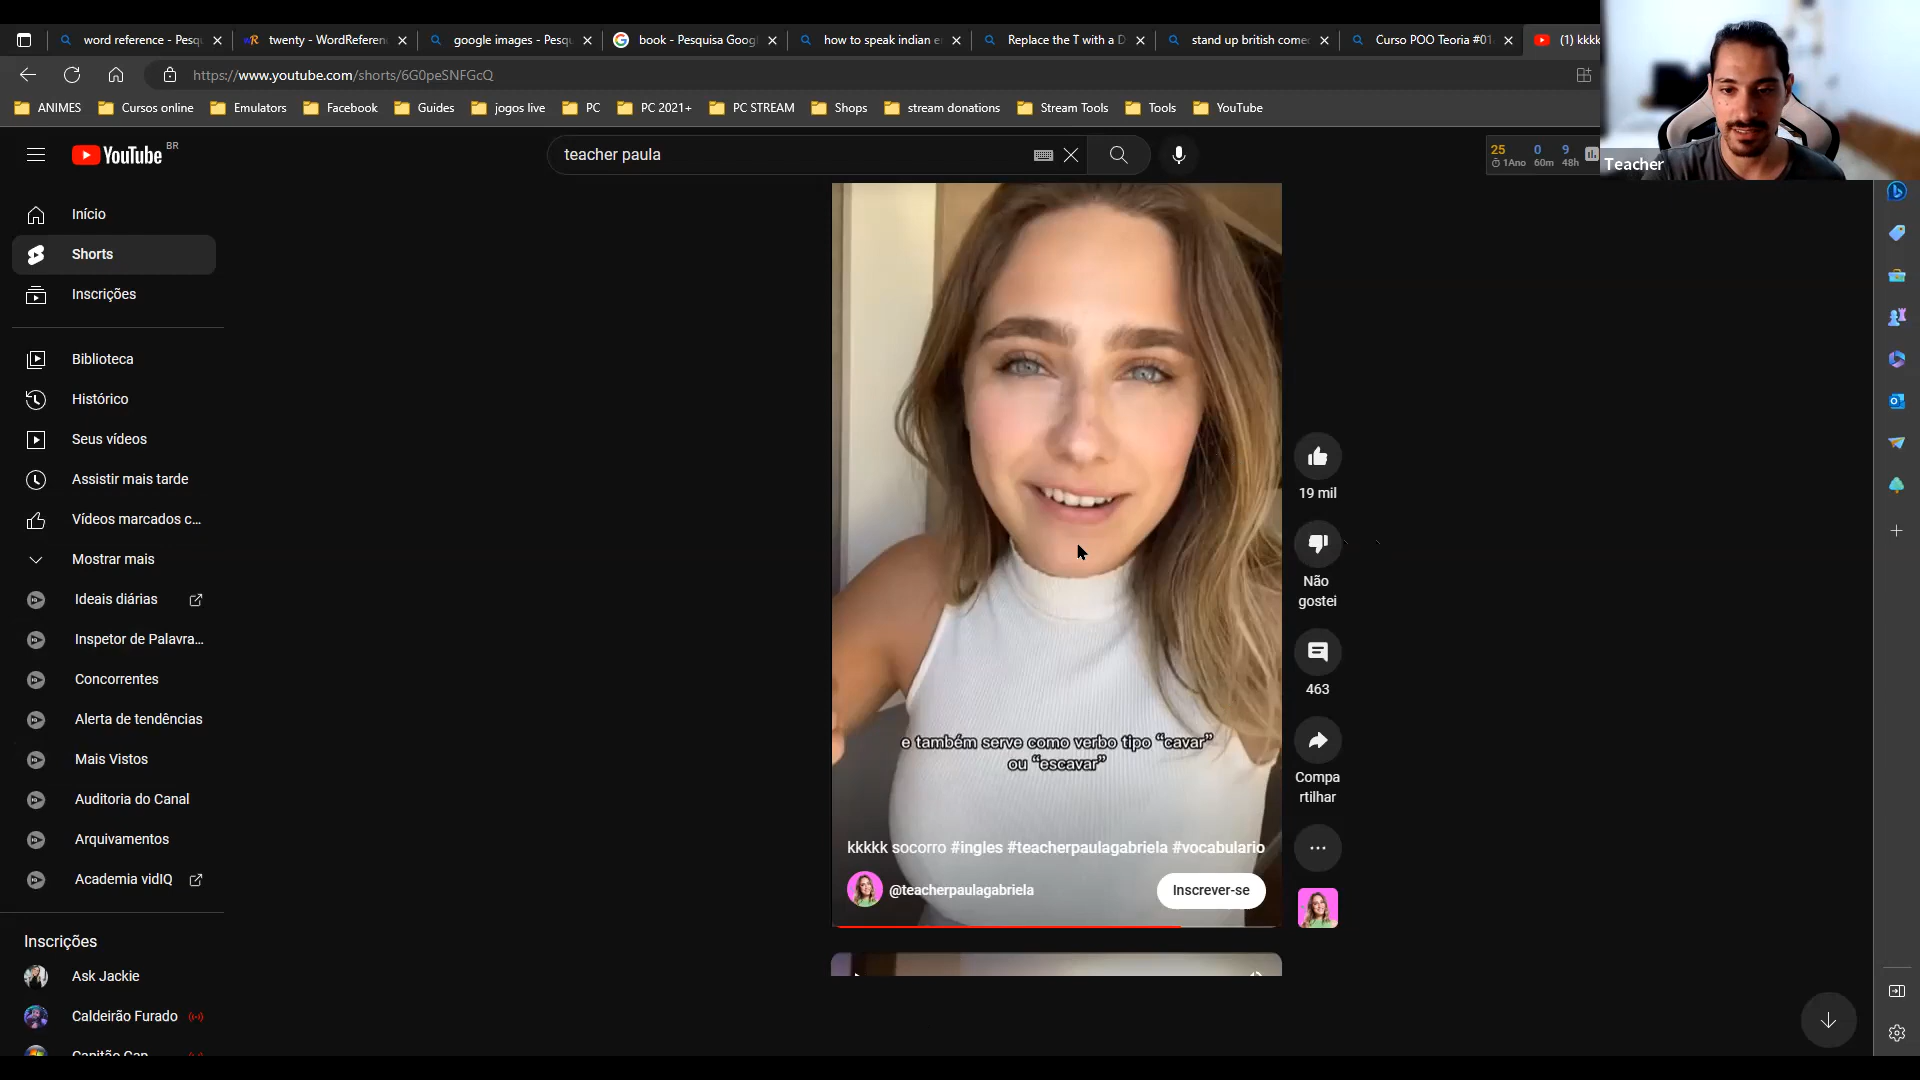 word reference - Pesq
twenty - WordReferen
google images - Pesqu
book - Pesquisa Goog
how to speak indian e
Replace the T with a D
stand up british come
Curso POO Teoria #01
(1) kkkk
https://www.youtube.com/shorts/6G0peSNFGcQ
ANIMES
Cursos online
Emulators
Facebook
Guides
jogos live
PC
PC 2021+
PC STREAM
Shops
stream donations
Stream Tools
Tools
YouTube
YouTube BR
teacher paula
25 0 9
1Ano 60m 48h
Teacher
Início
Shorts
Inscrições
Biblioteca
Histórico
Seus vídeos
Assistir mais tarde
Vídeos marcados c...
Mostrar mais
Ideais diárias
Inspetor de Palavra...
Concorrentes
Alerta de tendências
Mais Vistos
Auditoria do Canal
Arquivamentos
Academia vidIQ
Inscrições
Ask Jackie
Caldeirão Furado
e também serve como verbo tipo “cavar”
ou “escavar”
kkkkk socorro #ingles #teacherpaulagabriela #vocabulario
@teacherpaulagabriela
Inscrever-se
19 mil
Não
gostei
463
Compa
rtilhar